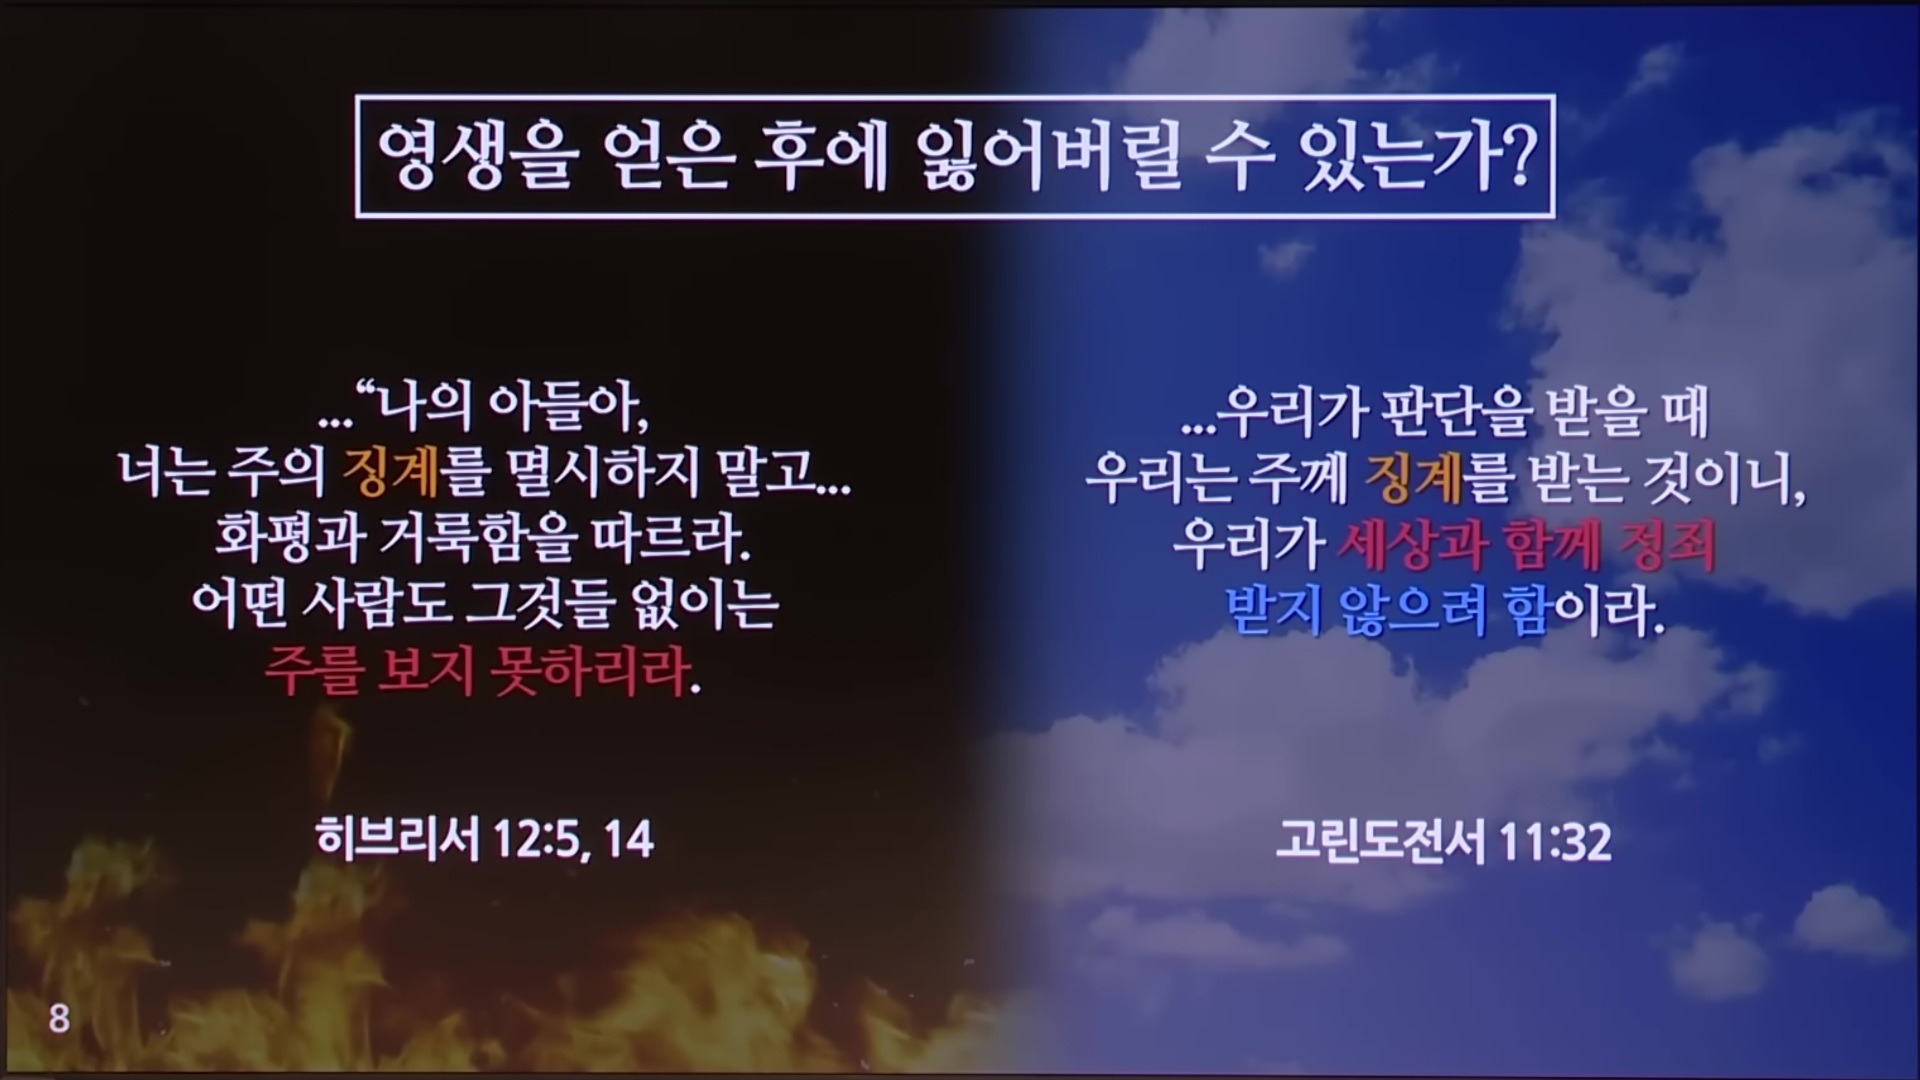 영생을 얻은 후에 잃어버릴 수 있는가?
...“나의 아들아,
너는 주의 징계를 멸시하지 말고...
화평과 거룩함을 따르라.
어떤 사람도 그것들 없이는
주를 보지 못하리라.
히브리서 12:5, 14
...우리가 판단을 받을 때
우리는 주께 징계를 받는 것이니,
우리가 세상과 함께 정죄
받지 않으려 함이라.
고린도전서 11:32
8